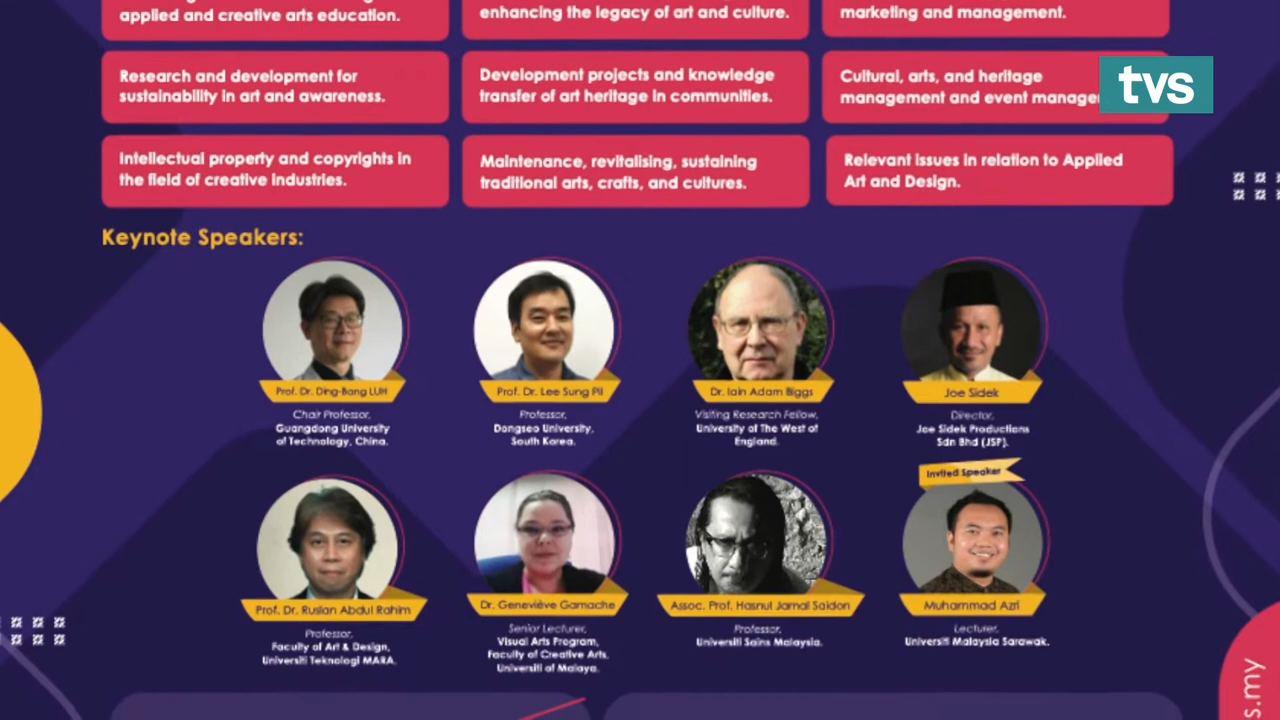 applied and creative arts education.
enhancing the legacy of art and culture.
marketing and management.
Research and development for
sustainability in art and awareness.
Development projects and knowledge
transfer of art heritage in communities.
Cultural, arts, and heritage
management and event manage
tvs
Intellectual property and copyrights in
the field of creative industries.
Maintenance, revitalising, sustaining
traditional arts, crafts, and cultures.
Relevant issues in relation to Applied
Art and Design.
Keynote Speakers:
Prof. Dr. Ding-Bang LUH
Chair Professor,
Guangdong University
of Technology, China.
Prof. Dr. Lee Sung Pil
Professor,
Dongseo University,
South Korea.
Dr. Iain Adam Biggs
Visiting Research Fellow,
University of The West of
England.
Joe Sidek
Director,
Joe Sidek Productions
Sdn Bhd (JSP).
Prof. Dr. Ruslan Abdul Rahim
Professor,
Faculty of Art & Design,
Universiti Teknologi MARA.
Dr. Geneviève Gamache
Senior Lecturer,
Visual Arts Program,
Faculty of Creative Arts.
Universiti of Malaya.
Assoc. Prof. Hasnul Jamal Saidon
Professor,
Universiti Sains Malaysia.
Invited Speaker
Muhammad Azri
Lecturer,
Universiti Malaysia Sarawak.
s.my